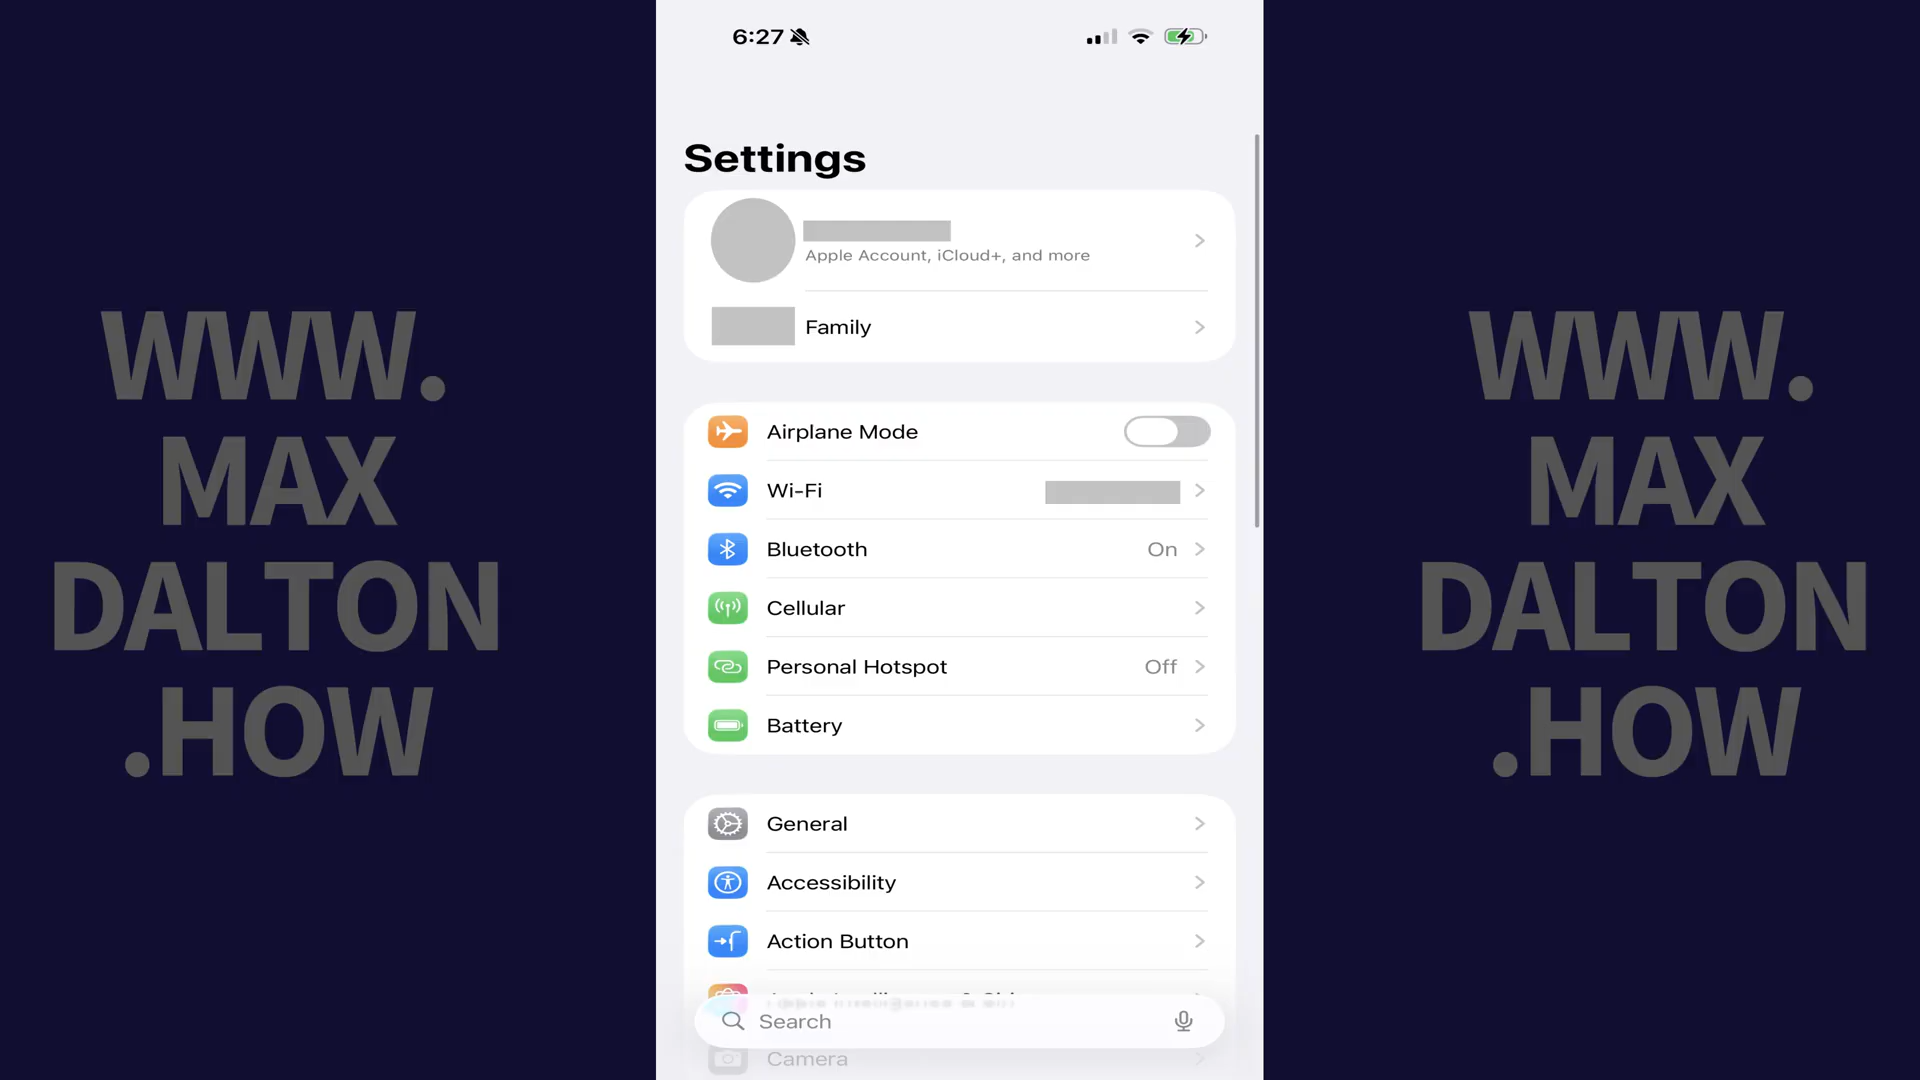 6:27
Settings
Apple Account, iCloud+, and more
Family
Airplane Mode
Wi-Fi
Bluetooth On
Cellular
Personal Hotspot Off
Battery
General
Accessibility
Action Button
Search
Camera
WWW.
MAX
DALTON
.HOW
WWW.
MAX
DALTON
.HOW